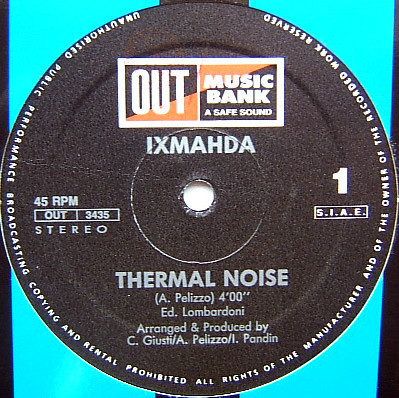 OUT MUSIC BANK
A SAFE SOUND
IXMAHDA
45 RPM
OUT 3435
STEREO
1
S.I.A.E.
THERMAL NOISE
(A. Pelizzo) 4'00''
Ed. Lombardoni
Arranged & Produced by
C. Giusti/A. Pelizzo/I. Pandin
ALL RIGHTS OF THE MANUFACTURER AND OF THE OWNER OF THE RECORDED WORK RESERVED
UNAUTHORISED PUBLIC PERFORMANCE BROADCASTING COPYING AND RENTAL PROHIBITED